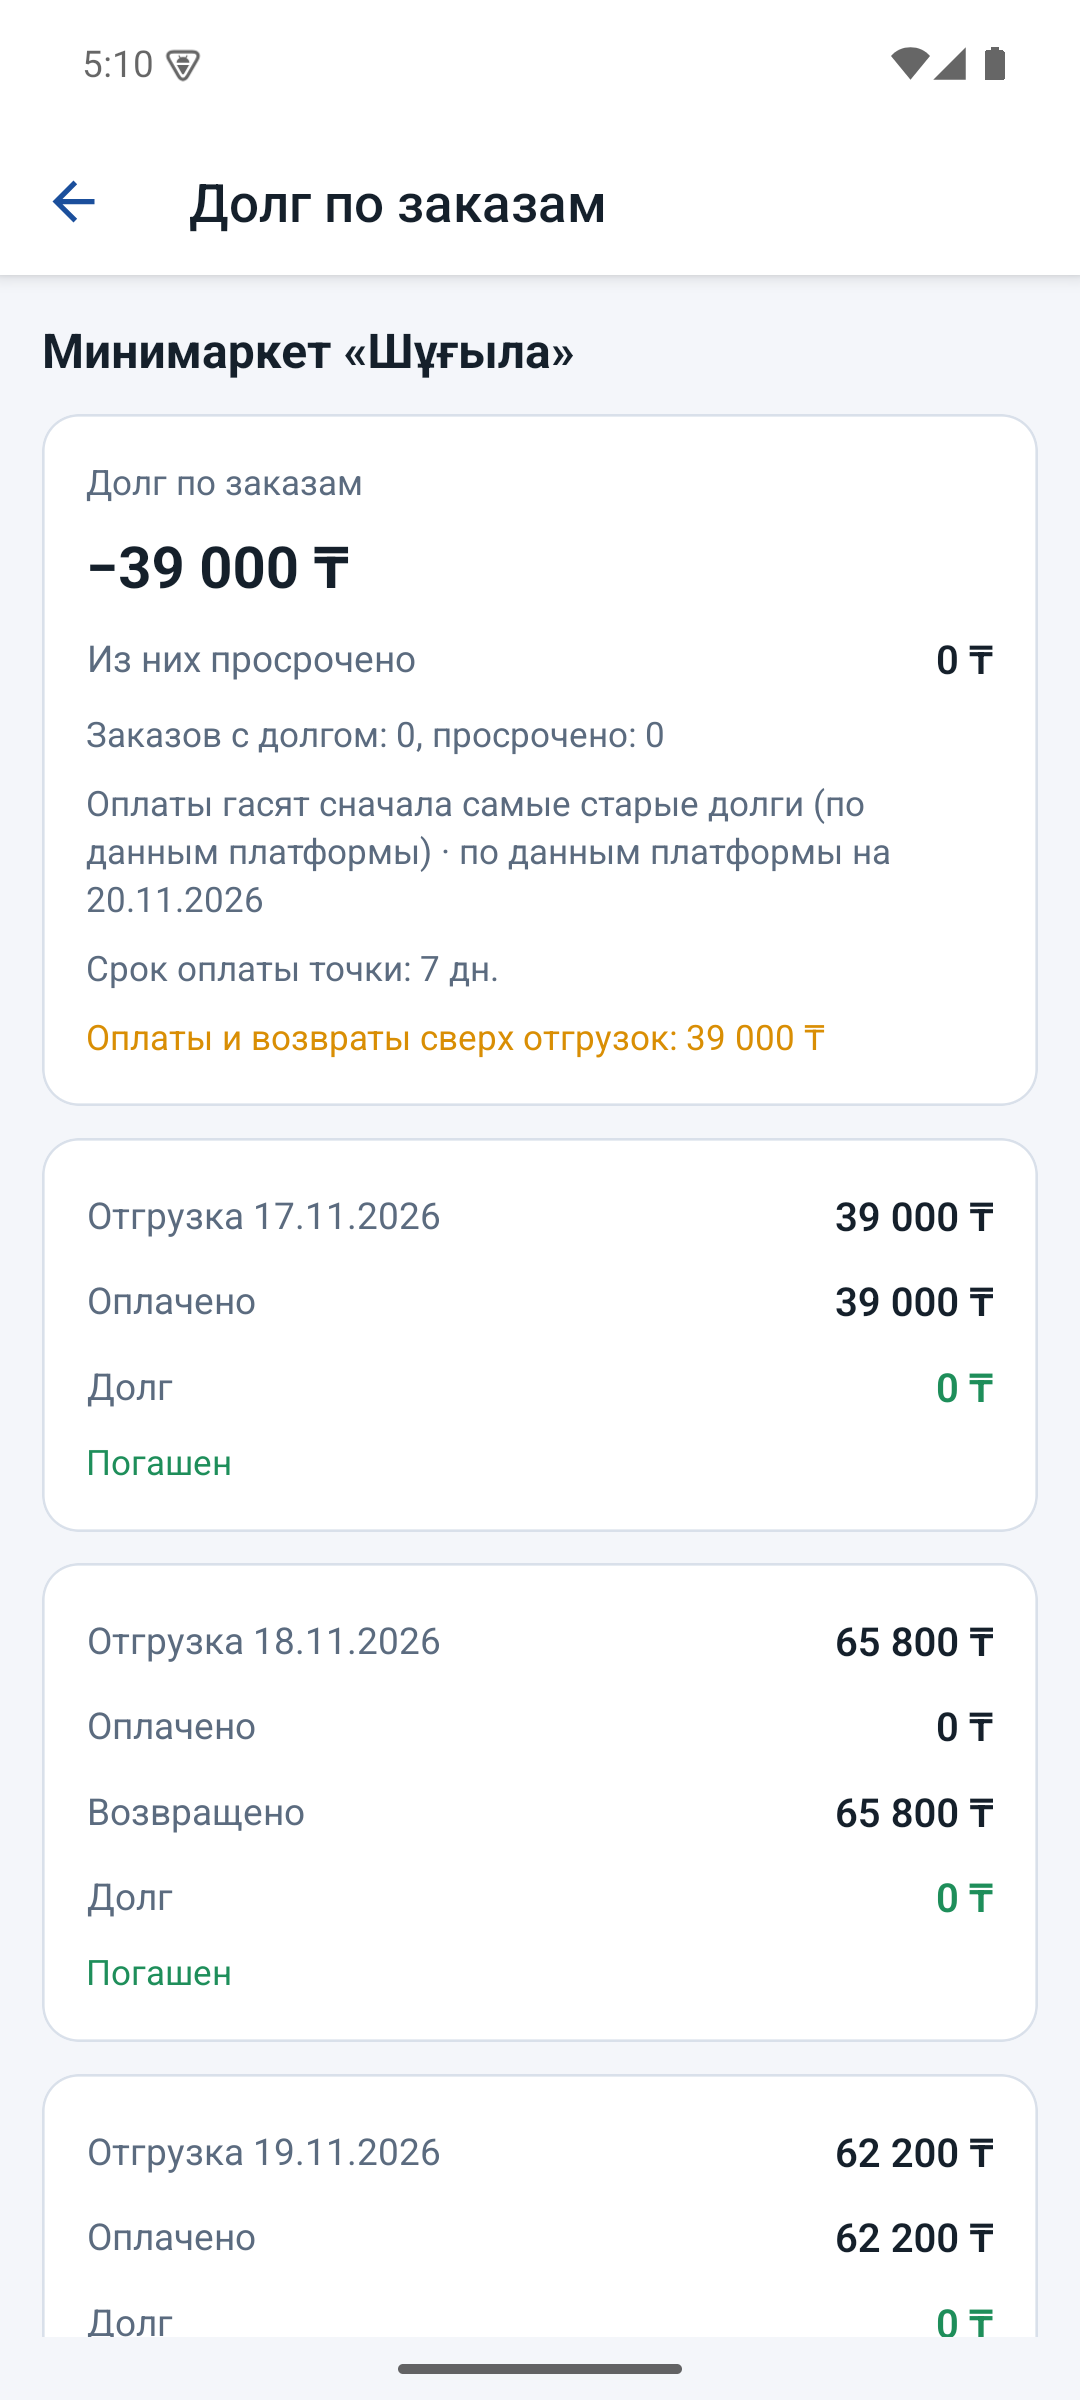 5:10
Долг по заказам
Минимаркет «Шұғыла»
Долг по заказам
−39 000 ₸
Из них просрочено 0 ₸
Заказов с долгом: 0, просрочено: 0
Оплаты гасят сначала самые старые долги (по
данным платформы) · по данным платформы на
20.11.2026
Срок оплаты точки: 7 дн.
Оплаты и возвраты сверх отгрузок: 39 000 ₸
Отгрузка 17.11.2026 39 000 ₸
Оплачено 39 000 ₸
Долг 0 ₸
Погашен
Отгрузка 18.11.2026 65 800 ₸
Оплачено 0 ₸
Возвращено 65 800 ₸
Долг 0 ₸
Погашен
Отгрузка 19.11.2026 62 200 ₸
Оплачено 62 200 ₸
Долг 0 ₸